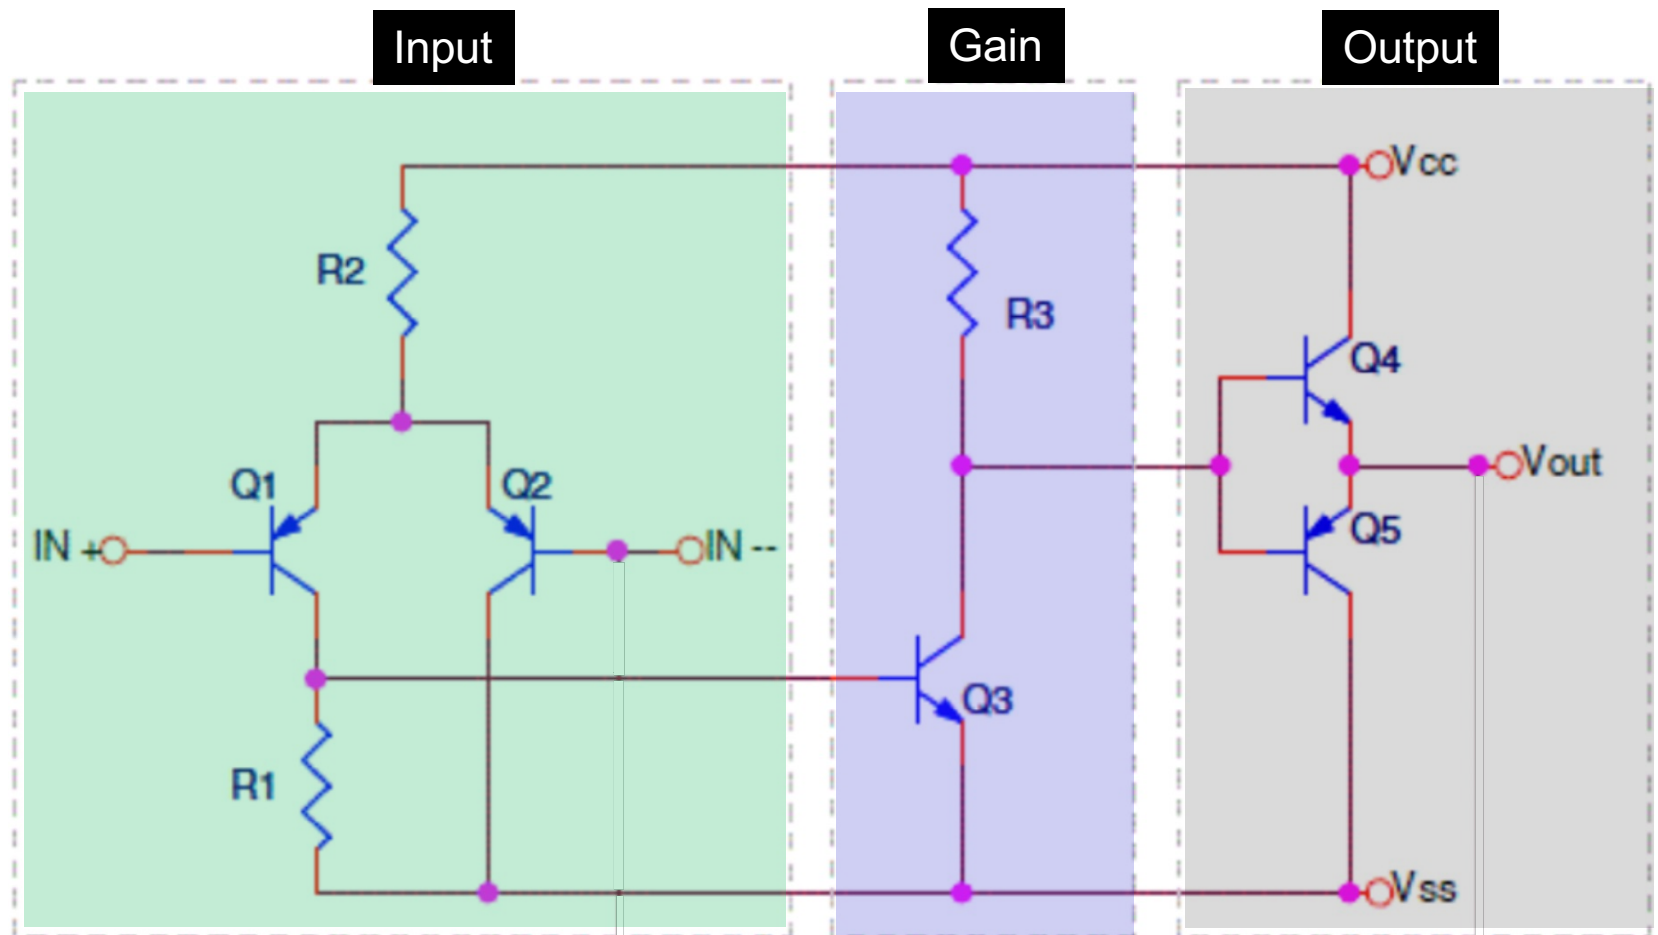 Input
Gain
Output
Vcc
R2
R3
Q4
Q1
Q2
Vout
IN +
IN --
Q5
Q3
R1
Vss